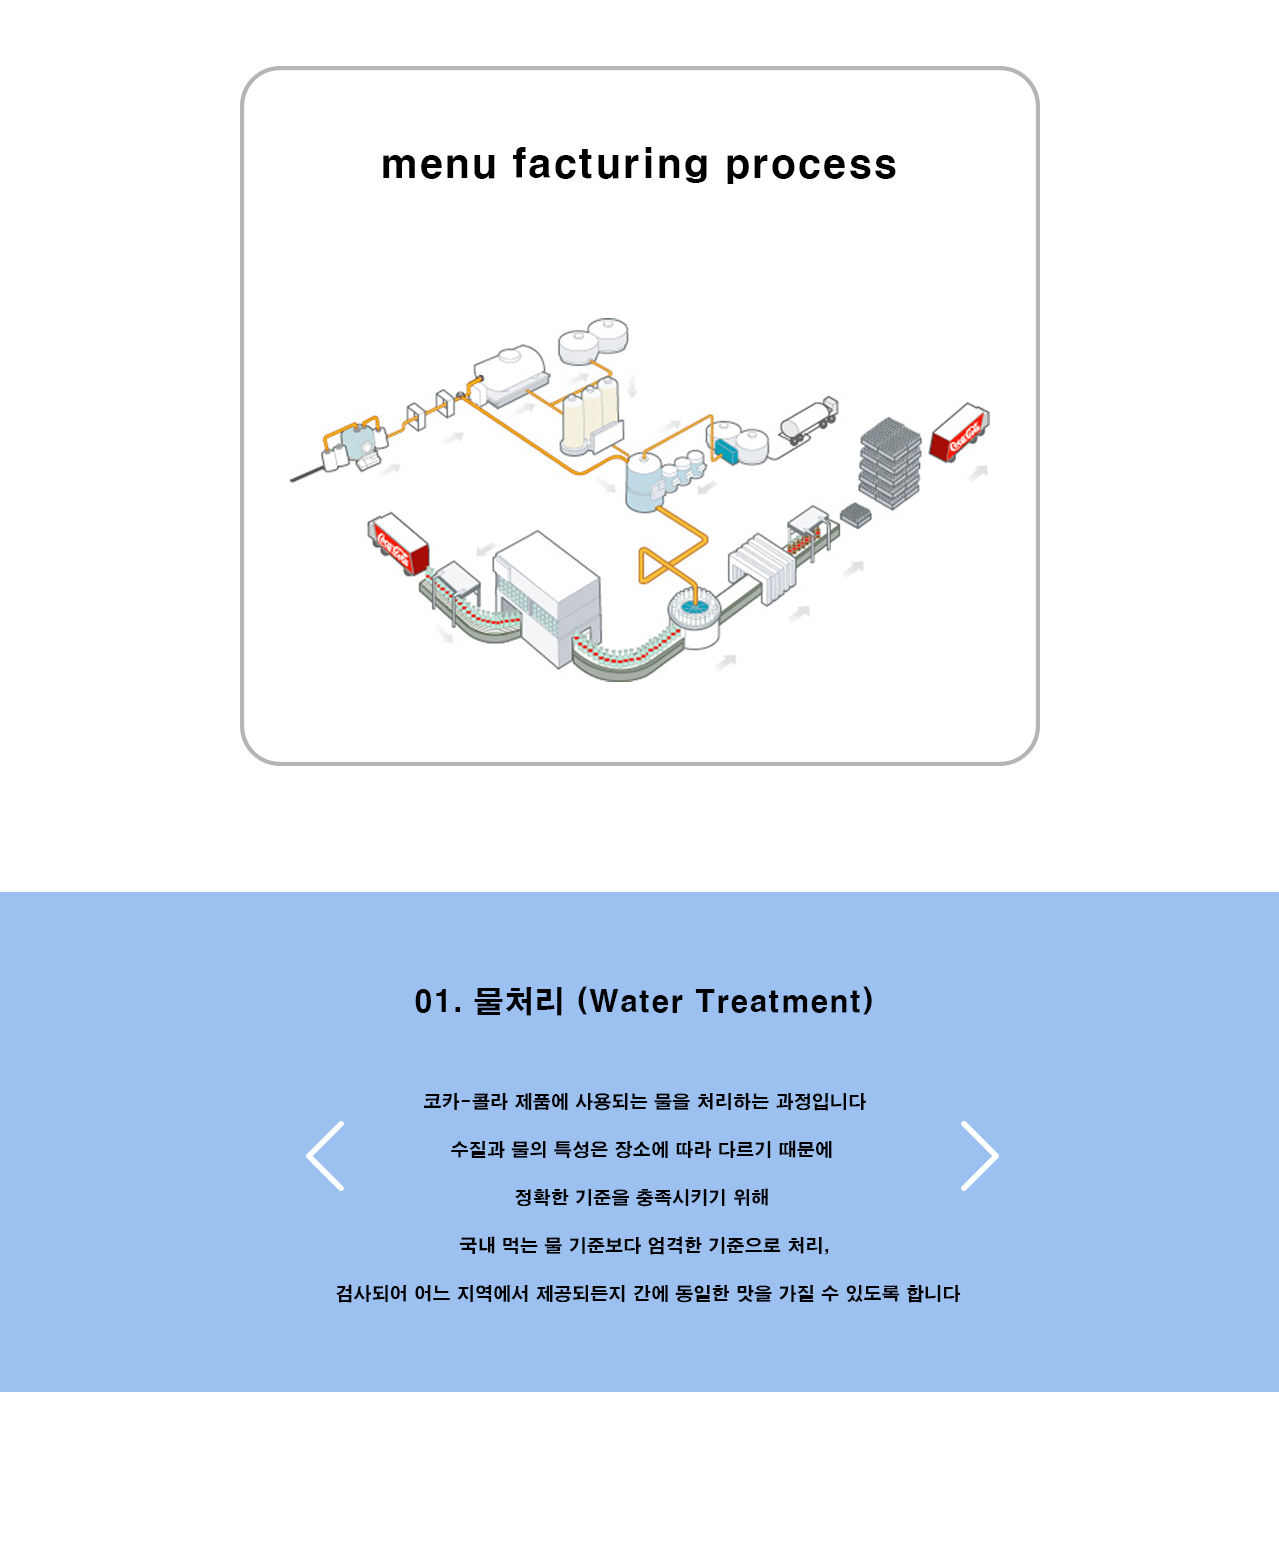 menu facturing process
Coca-Cola
Coca-Cola
01. 물처리 (Water Treatment)
코카-콜라 제품에 사용되는 물을 처리하는 과정입니다
수질과 물의 특성은 장소에 따라 다르기 때문에
정확한 기준을 충족시키기 위해
국내 먹는 물 기준보다 엄격한 기준으로 처리,
검사되어 어느 지역에서 제공되든지 간에 동일한 맛을 가질 수 있도록 합니다